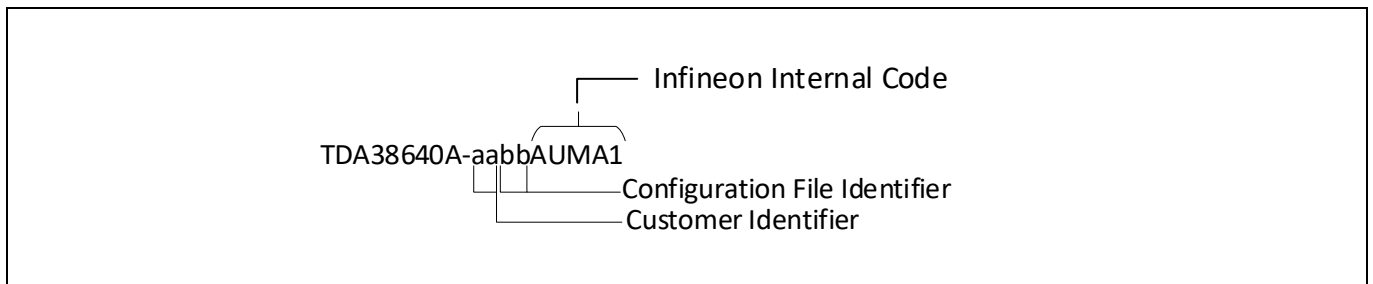 Infineon Internal Code
TDA38640A-aabbAUMA1
Configuration File Identifier
Customer Identifier